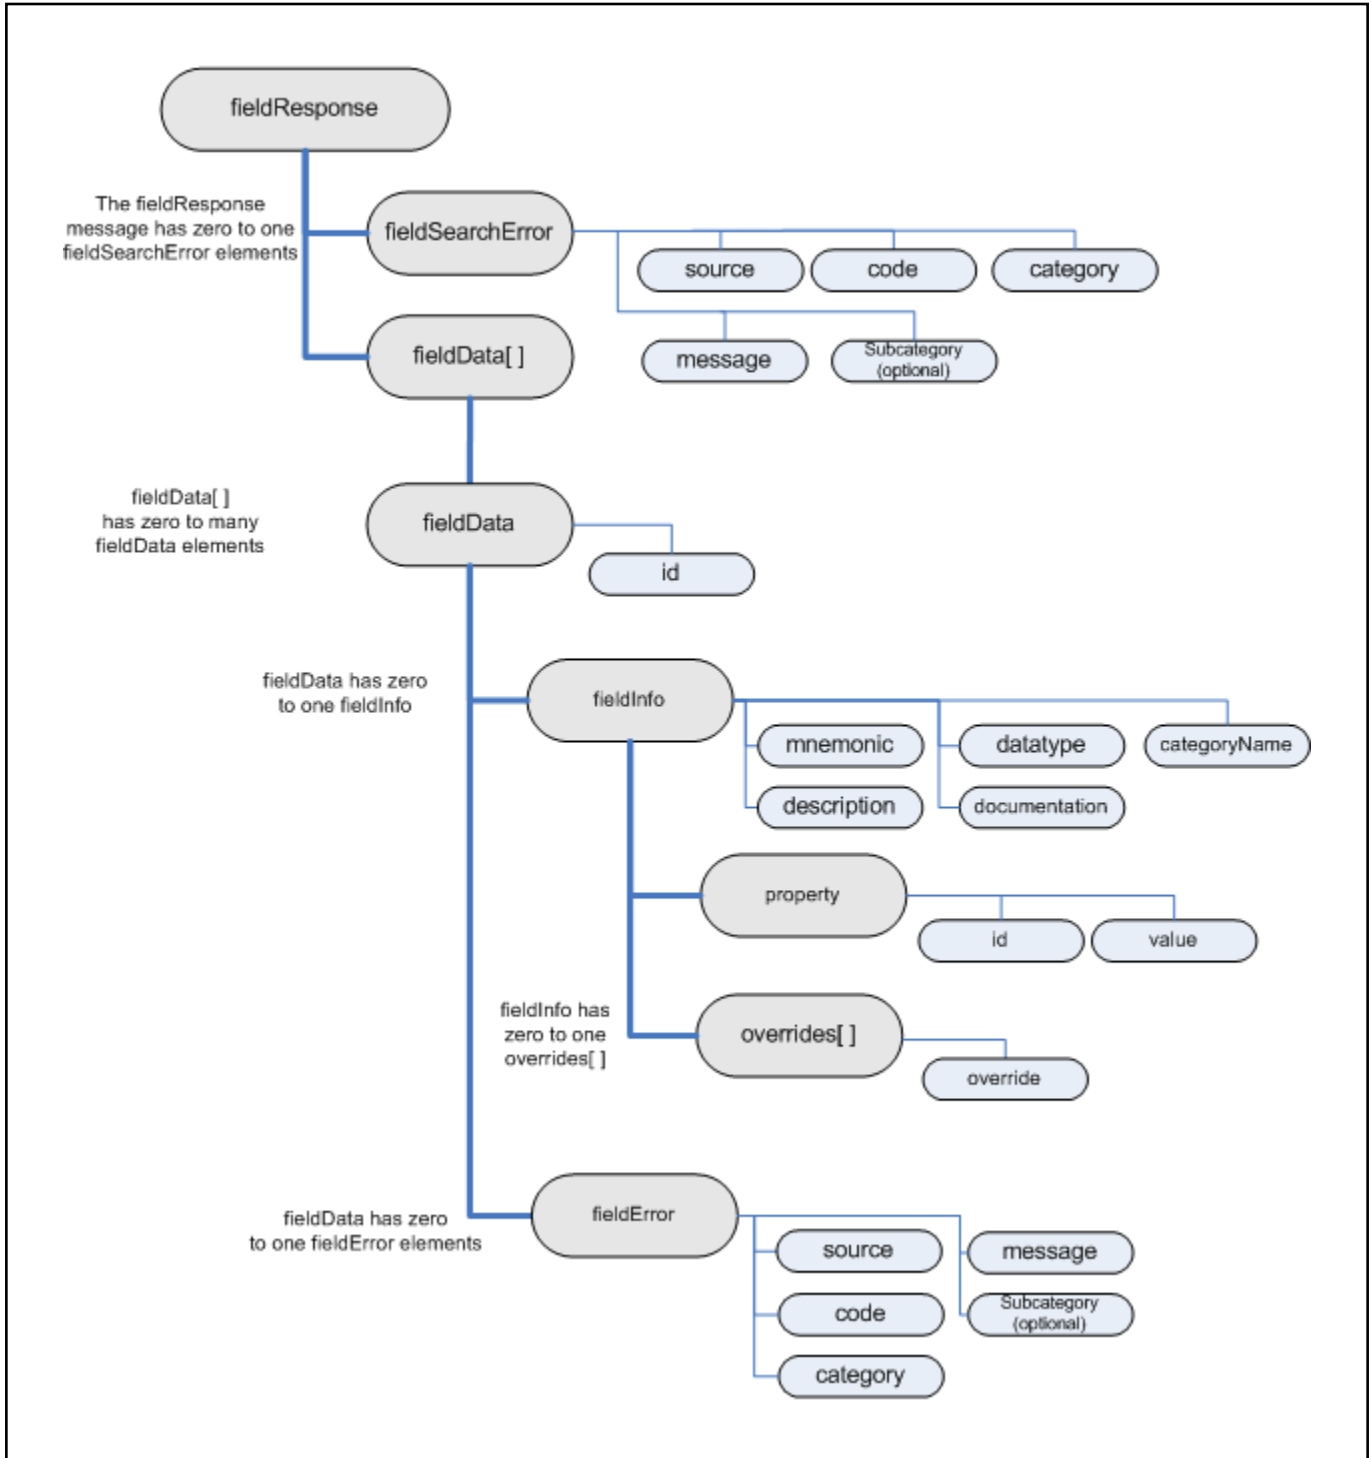 fieldResponse
The fieldResponse
message has zero to one
fieldSearchError elements
fieldSearchError
source
code
category
message
Subcategory
(optional)
fieldData[ ]
fieldData[ ]
has zero to many
fieldData elements
fieldData
id
fieldData has zero
to one fieldInfo
fieldInfo
mnemonic
datatype
categoryName
description
documentation
property
id
value
fieldInfo has
zero to one
overrides[ ]
overrides[ ]
override
fieldData has zero
to one fieldError elements
fieldError
source
message
code
Subcategory
(optional)
category